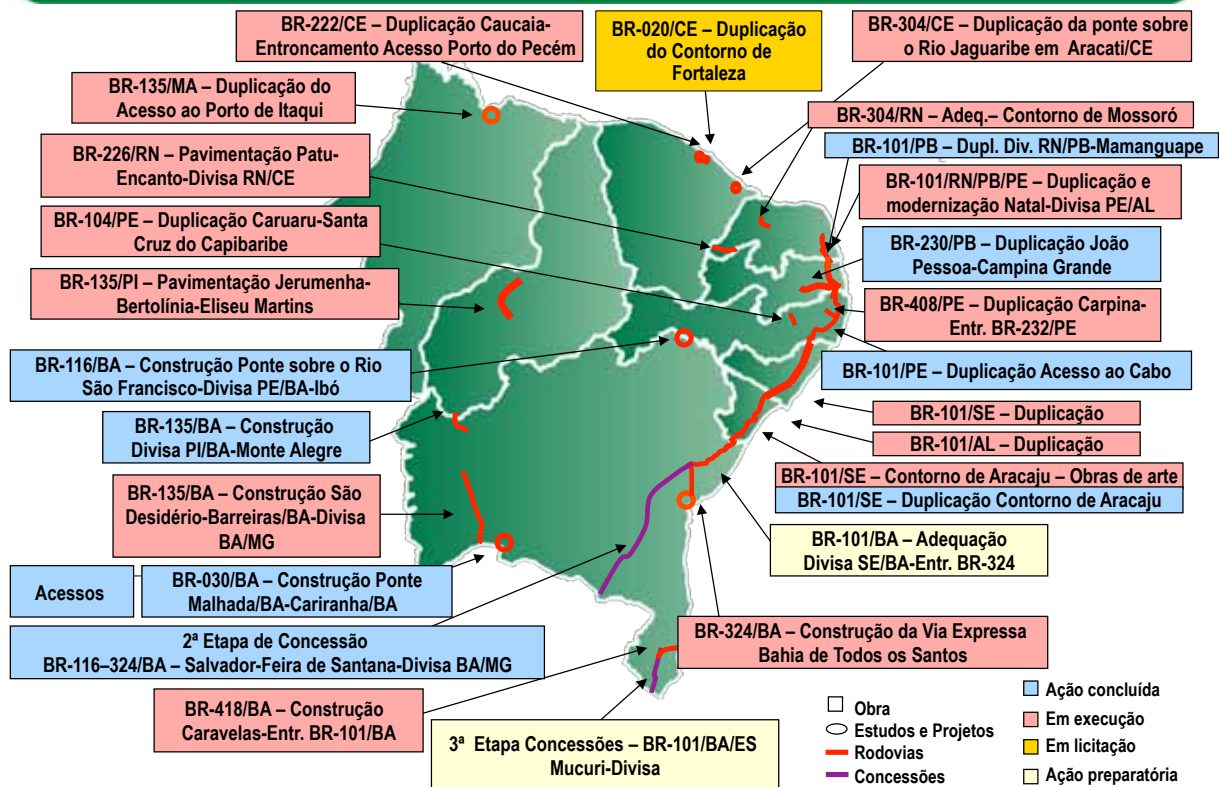 BR-222/CE – Duplicação Caucaia-
Entroncamento Acesso Porto do Pecém
BR-020/CE – Duplicação
do Contorno de
Fortaleza
BR-304/CE – Duplicação da ponte sobre
o Rio Jaguaribe em Aracati/CE
BR-135/MA – Duplicação do
Acesso ao Porto de Itaqui
BR-304/RN – Adeq.– Contorno de Mossoró
BR-226/RN – Pavimentação Patu-
Encanto-Divisa RN/CE
BR-101/PB – Dupl. Div. RN/PB-Mamanguape
BR-101/RN/PB/PE – Duplicação e
modernização Natal-Divisa PE/AL
BR-104/PE – Duplicação Caruaru-Santa
Cruz do Capibaribe
BR-230/PB – Duplicação João
Pessoa-Campina Grande
BR-135/PI – Pavimentação Jerumenha-
Bertolínia-Eliseu Martins
BR-408/PE – Duplicação Carpina-
Entr. BR-232/PE
BR-116/BA – Construção Ponte sobre o Rio
São Francisco-Divisa PE/BA-Ibó
BR-101/PE – Duplicação Acesso ao Cabo
BR-135/BA – Construção
Divisa PI/BA-Monte Alegre
BR-101/SE – Duplicação
BR-101/AL – Duplicação
BR-101/SE – Contorno de Aracaju – Obras de arte
BR-101/SE – Duplicação Contorno de Aracaju
BR-135/BA – Construção São
Desidério-Barreiras/BA-Divisa
BA/MG
BR-101/BA – Adequação
Divisa SE/BA-Entr. BR-324
Acessos
BR-030/BA – Construção Ponte
Malhada/BA-Cariranha/BA
2ª Etapa de Concessão
BR-116–324/BA – Salvador-Feira de Santana-Divisa BA/MG
BR-324/BA – Construção da Via Expressa
Bahia de Todos os Santos
BR-418/BA – Construção
Caravelas-Entr. BR-101/BA
3ª Etapa Concessões – BR-101/BA/ES
Mucuri-Divisa
Obra
Estudos e Projetos
Rodovias
Concessões
Ação concluída
Em execução
Em licitação
Ação preparatória